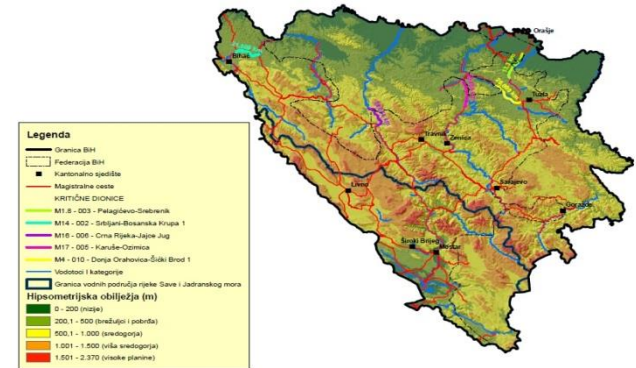 Orašje
Bihać
Tuzla
Travnik
Zenica
Livno
Sarajevo
Goražde
Široki Brijeg
Mostar
Legenda
Granica BiH
Federacija BiH
Kantonalno sjedište
Magistralne ceste
KRITIČNE DIONICE
M1.8 - 003 - Pelagićevo-Srebrenik
M14 - 002 - Srbljani-Bosanska Krupa 1
M16 - 006 - Crna Rijeka-Jajce Jug
M17 - 005 - Karuše-Ozimica
M4 - 010 - Donja Orahovica-Šićki Brod 1
Vodotoci I kategorije
Granica vodnih područja rijeke Save i Jadranskog mora
Hipsometrijska obilježja (m)
0 - 200 (nizije)
200,1 - 500 (brežuljci i pobrđa)
500,1 - 1.000 (sredogorja)
1.001 - 1.500 (viša sredogorja)
1.501 - 2.370 (visoke planine)